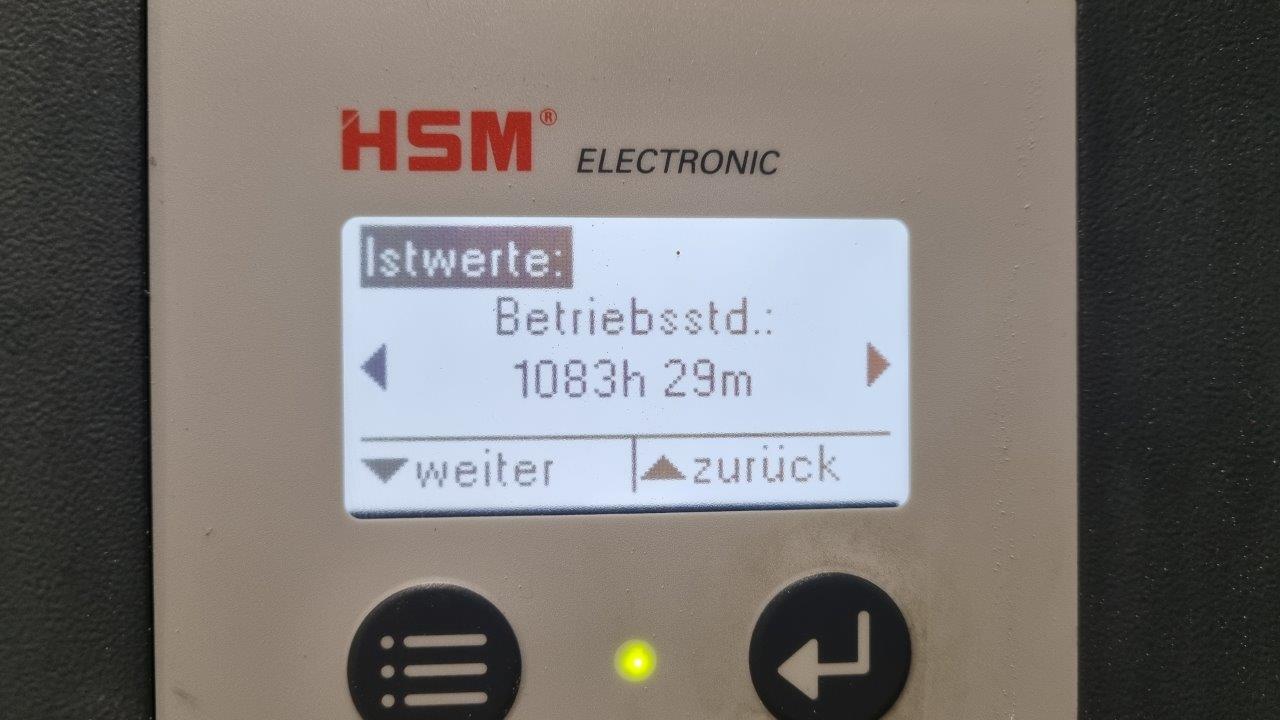 HSM® ELECTRONIC
Istwerte:
Betriebsstd.:
1083h 29m
weiter zurück